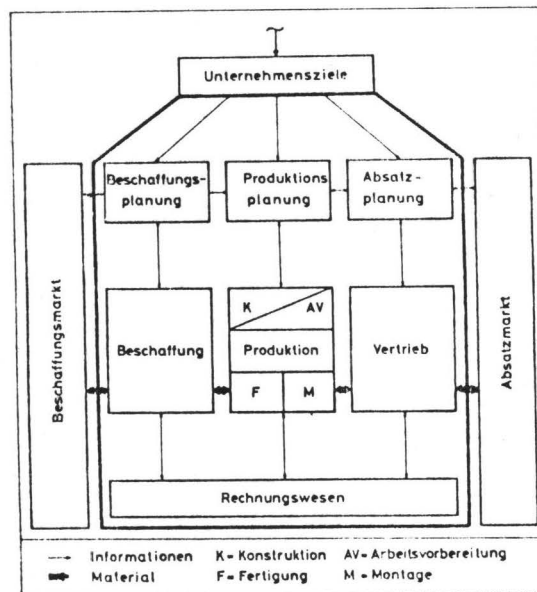 Unternehmensziele
Beschaffungs-
planung
Produktions
planung
Absatz-
planung
Beschaffungsmarkt
Absatzmarkt
K
AV
Beschaffung
Produktion
Vertrieb
F
M
Rechnungswesen
Informationen K = Konstruktion AV = Arbeitsvorbereitung
Material F = Fertigung M = Montage